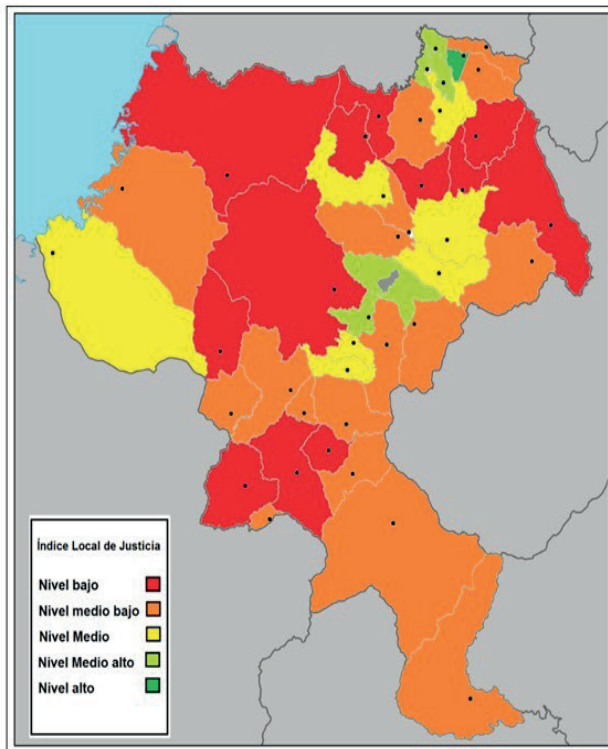 Índice Local de Justicia
Nivel bajo
Nivel medio bajo
Nivel Medio
Nivel Medio alto
Nivel alto